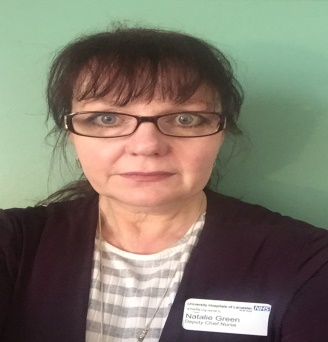 University Hospitals of Leicester NHS
Natalie Green
Deputy Chief Nurse